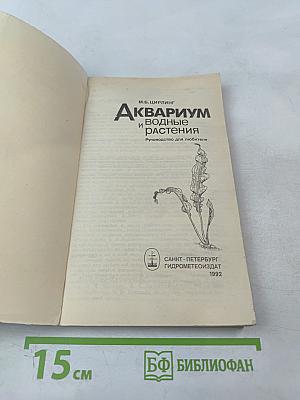 М.Б. ЦИРЛИНГ
АКВАРИУМ
И ВОДНЫЕ
РАСТЕНИЯ
Руководство для любителя
САНКТ-ПЕТЕРБУРГ
ГИДРОМЕТЕОИЗДАТ
1992
15 см
БФ БИБЛИОФАН